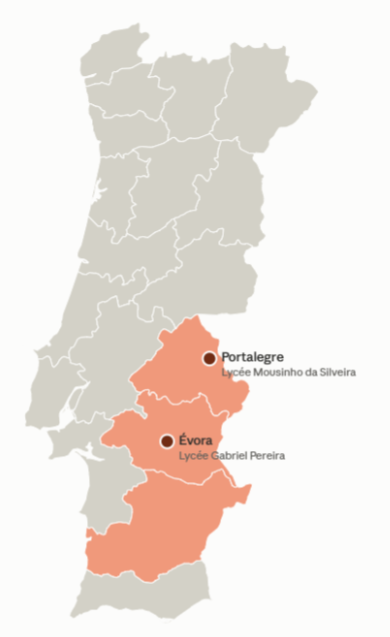 Portalegre
Lycée Mousinho da Silveira
Évora
Lycée Gabriel Pereira